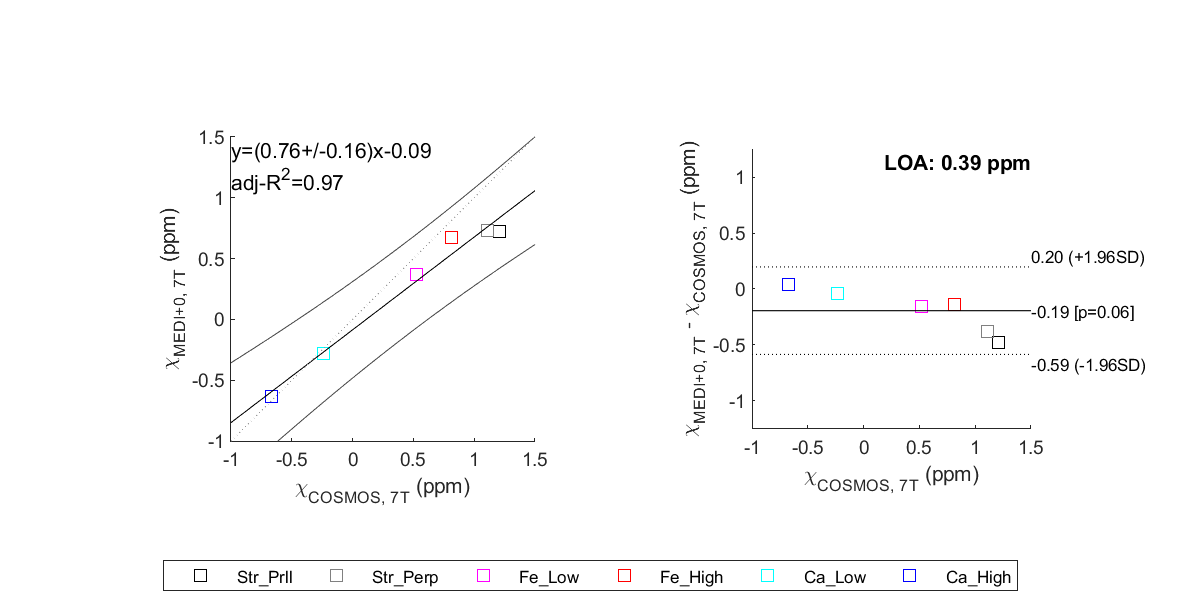 y=(0.76+/-0.16)x-0.09
adj-R2=0.97
1.5
1
0.5
0
-0.5
-1
-1 -0.5 0 0.5 1 1.5
χMEDI+0, 7T (ppm)
χCOSMOS, 7T (ppm)
LOA: 0.39 ppm
1
0.5
0
-0.5
-1
-1 -0.5 0 0.5 1 1.5
χMEDI+0, 7T - χCOSMOS, 7T (ppm)
χCOSMOS, 7T (ppm)
0.20 (+1.96SD)
-0.19 [p=0.06]
-0.59 (-1.96SD)
Str_Prll Str_Perp Fe_Low Fe_High Ca_Low Ca_High